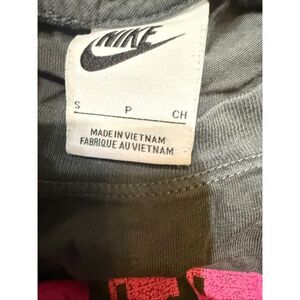 NIKE
S P CH
MADE IN VIETNAM
FABRIQUE AU VIETNAM